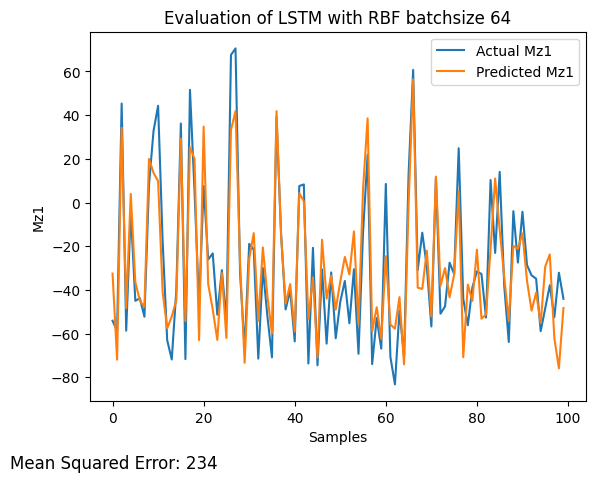 Evaluation of LSTM with RBF batchsize 64
Actual Mz1
Predicted Mz1
60
40
20
0
−20
−40
−60
−80
Mz1
0
20
40
60
80
100
Samples
Mean Squared Error: 234